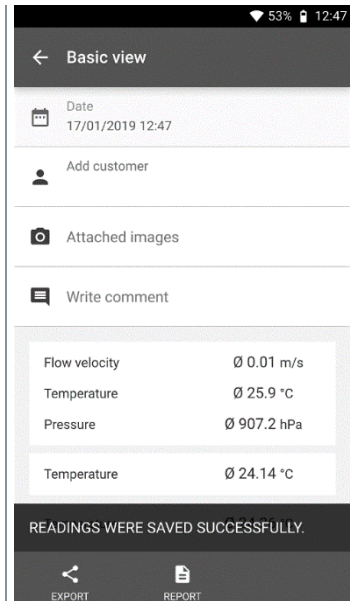 53% 12:47
Basic view
Date
17/01/2019 12:47
Add customer
Attached images
Write comment
Flow velocity Ø 0.01 m/s
Temperature Ø 25.9 °C
Pressure Ø 907.2 hPa
Temperature Ø 24.14 °C
READINGS WERE SAVED SUCCESSFULLY.
EXPORT REPORT